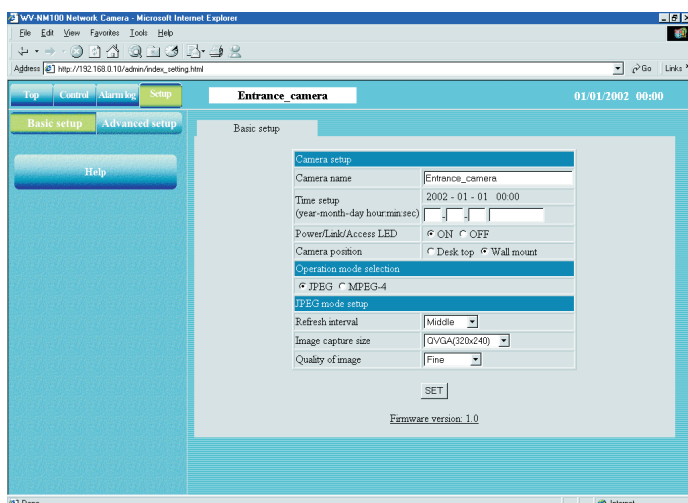 WV-NM100 Network Camera - Microsoft Internet Explorer
File Edit View Favorites Tools Help
Address http://192.168.0.10/admin/index_setting.html Go Links
Top Control Alarm log Setup Entrance_camera 01/01/2002 00:00
Basic setup Advanced setup
Basic setup
Help
Camera setup
Camera name Entrance_camera
Time setup 2002 - 01 - 01 00:00
(year-month-day hour:min:sec) - - -
Power/Link/Access LED ON OFF
Camera position Desk top Wall mount
Operation mode selection
JPEG MPEG-4
JPEG mode setup
Refresh interval Middle
Image capture size QVGA(320x240)
Quality of image Fine
SET
Firmware version: 1.0
Done Internet